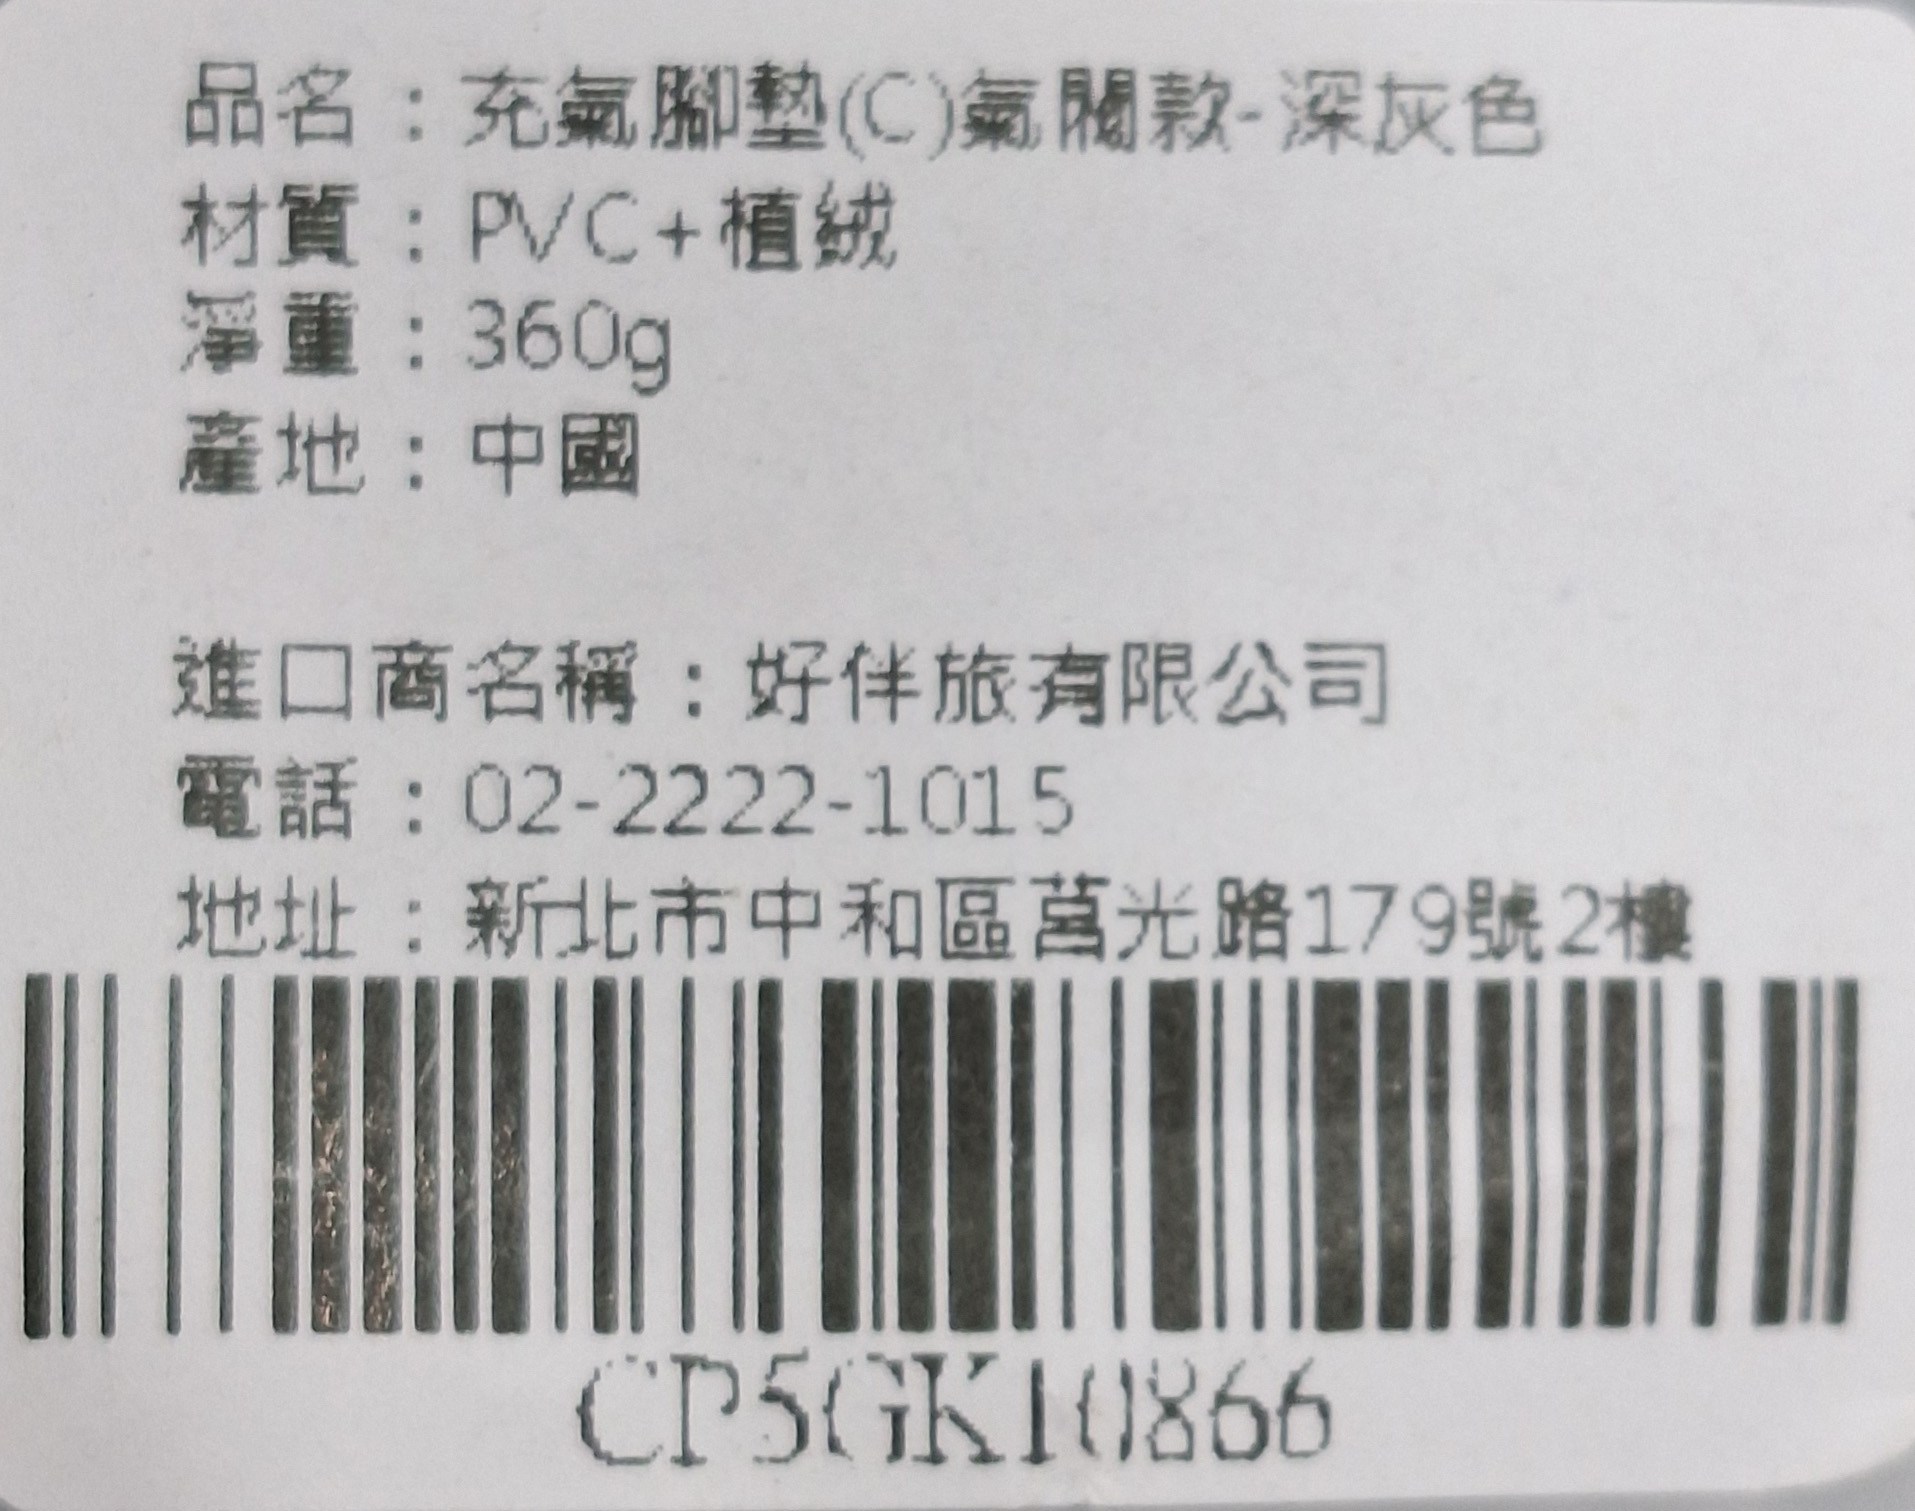 品名：充氣腳墊(C)氣閥款-深灰色
材質：PVC+植絨
淨重：360g
產地：中國
進口商名稱：好伴旅有限公司
電話：02-2222-1015
地址：新北市中和區莒光路179號2樓
CP5GK10866